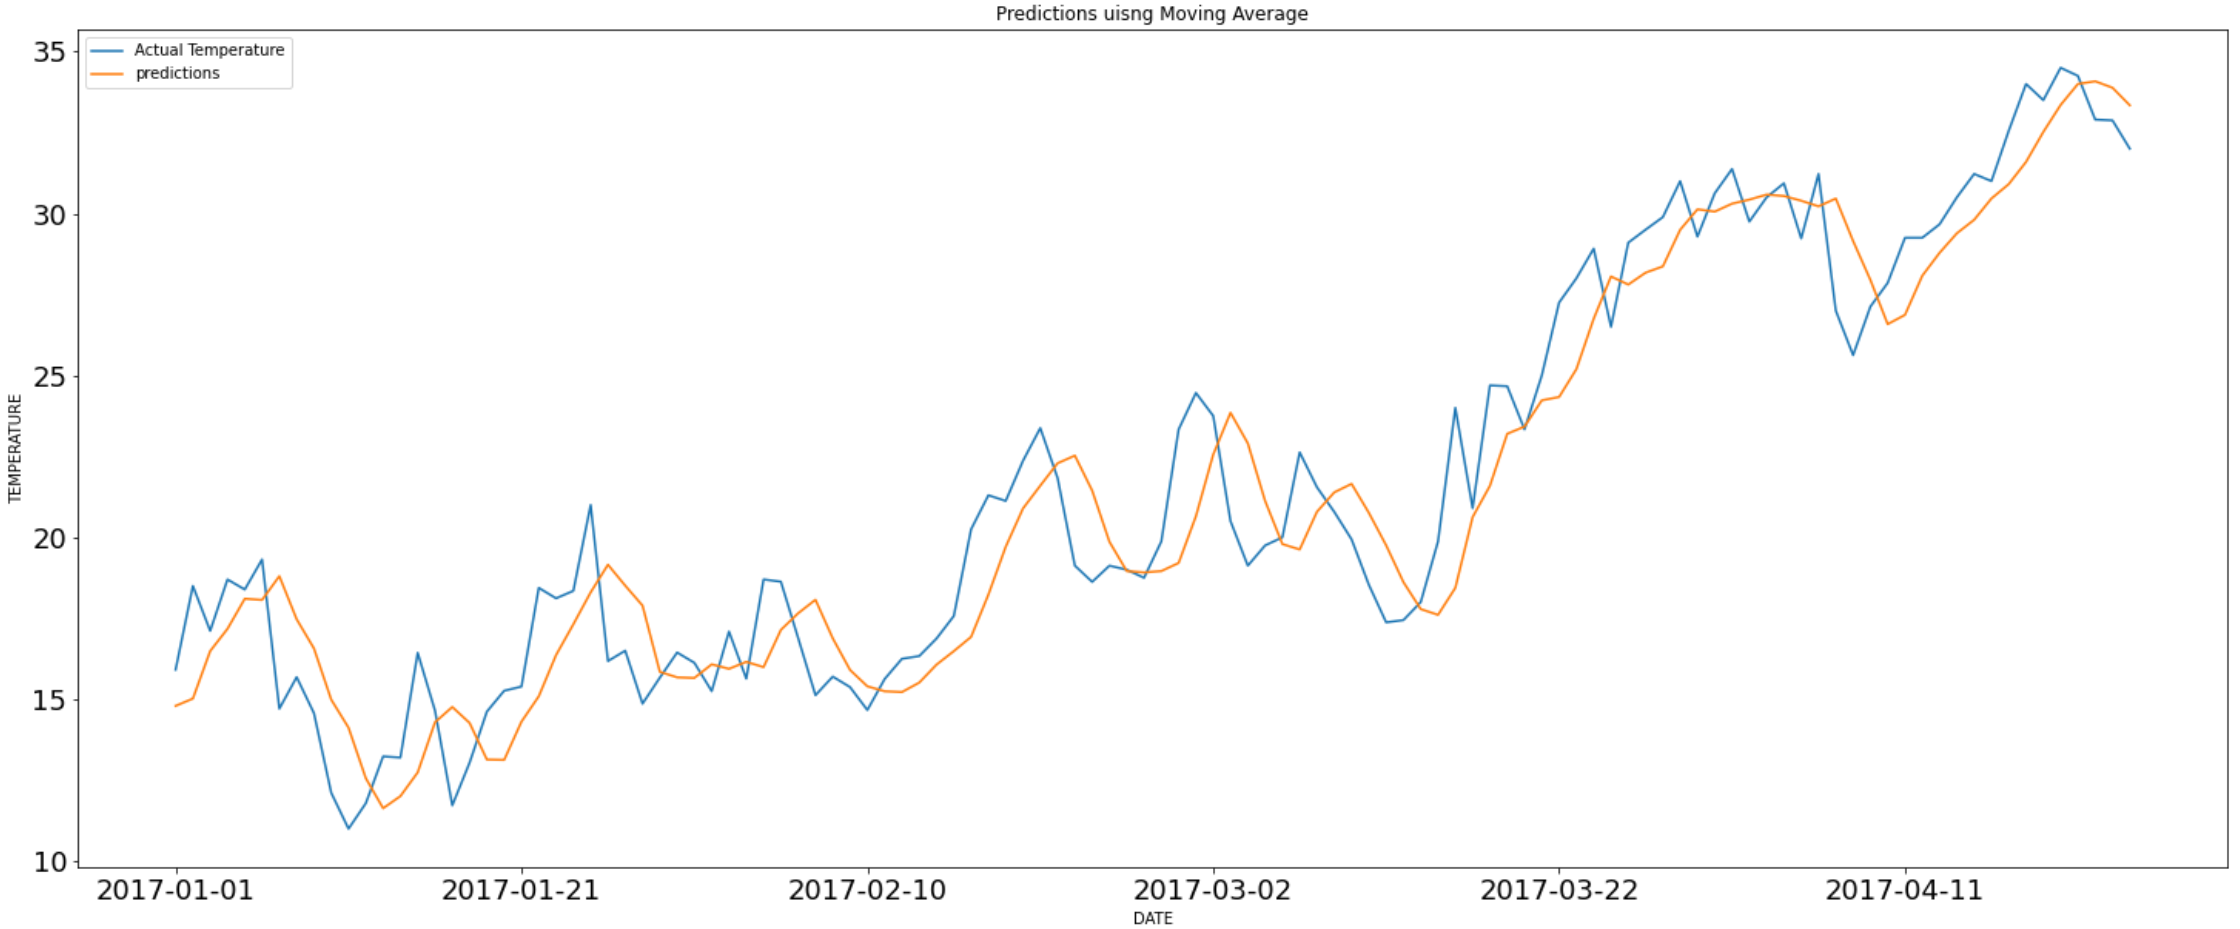 Predictions uisng Moving Average
Actual Temperature
predictions
35
30
25
20
15
10
TEMPERATURE
2017-01-01 2017-01-21 2017-02-10 2017-03-02 2017-03-22 2017-04-11
DATE